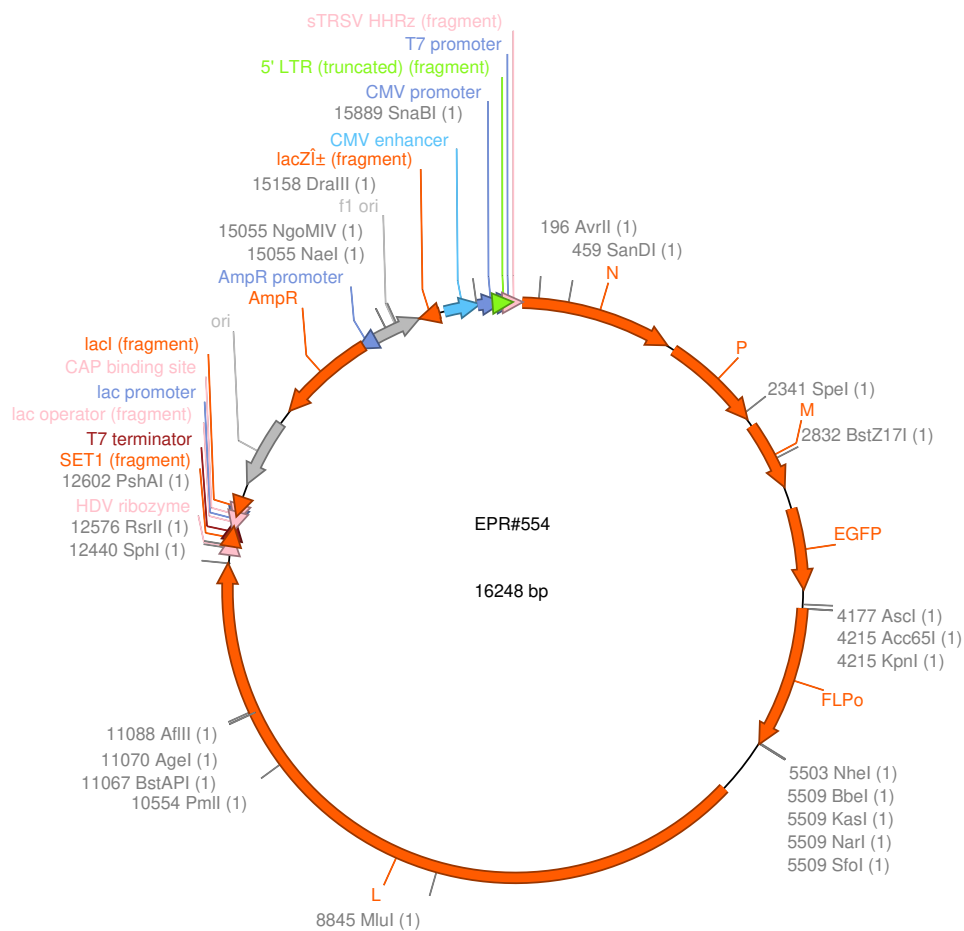 sTRSV HHRz (fragment)
T7 promoter
5' LTR (truncated) (fragment)
CMV promoter
15889 SnaBI (1)
CMV enhancer
lacZÎ± (fragment)
15158 DraIII (1)
f1 ori
15055 NgoMIV (1)
15055 NaeI (1)
AmpR promoter
AmpR
ori
lacI (fragment)
CAP binding site
lac promoter
lac operator (fragment)
T7 terminator
SET1 (fragment)
12602 PshAI (1)
HDV ribozyme
12576 RsrII (1)
12440 SphI (1)
196 AvrII (1)
459 SanDI (1)
N
P
2341 SpeI (1)
M
2832 BstZ17I (1)
EGFP
4177 AscI (1)
4215 Acc65I (1)
4215 KpnI (1)
FLPo
5503 NheI (1)
5509 BbeI (1)
5509 KasI (1)
5509 NarI (1)
5509 SfoI (1)
EPR#554
16248 bp
11088 AflII (1)
11070 AgeI (1)
11067 BstAPI (1)
10554 PmlI (1)
L
8845 MluI (1)